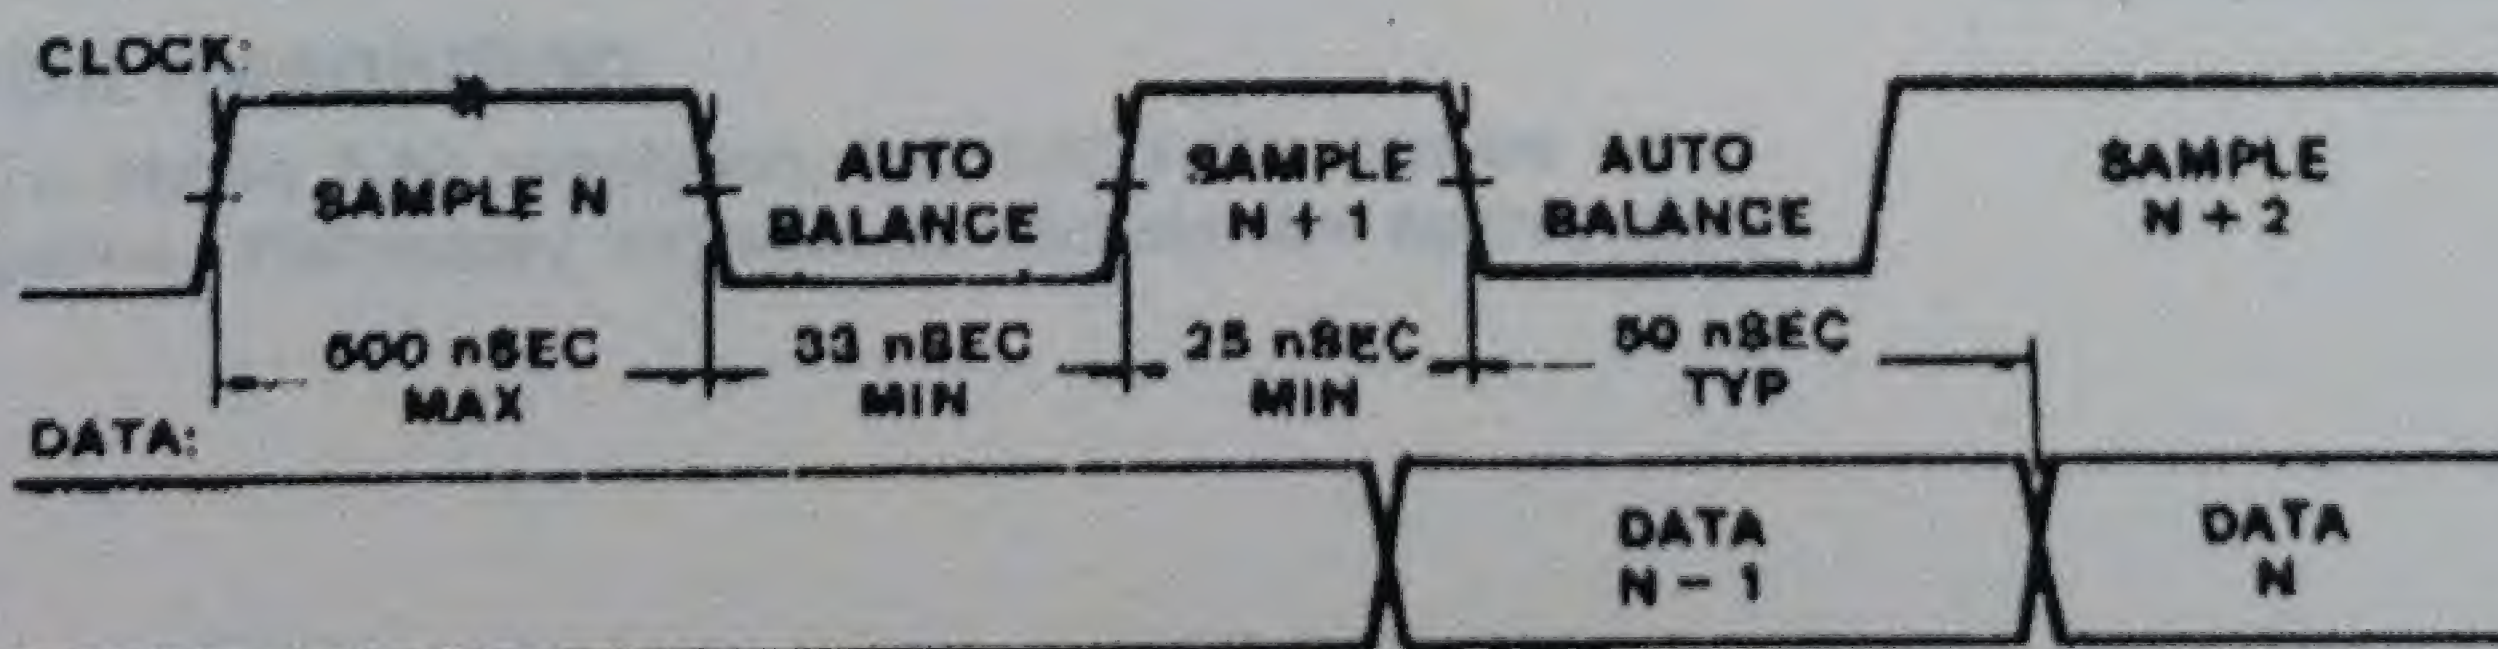 CLOCK:
SAMPLE N
AUTO
BALANCE
SAMPLE
N + 1
AUTO
BALANCE
SAMPLE
N + 2
500 nSEC
MAX
33 nSEC
MIN
25 nSEC
MIN
50 nSEC
TYP
DATA:
DATA
N - 1
DATA
N